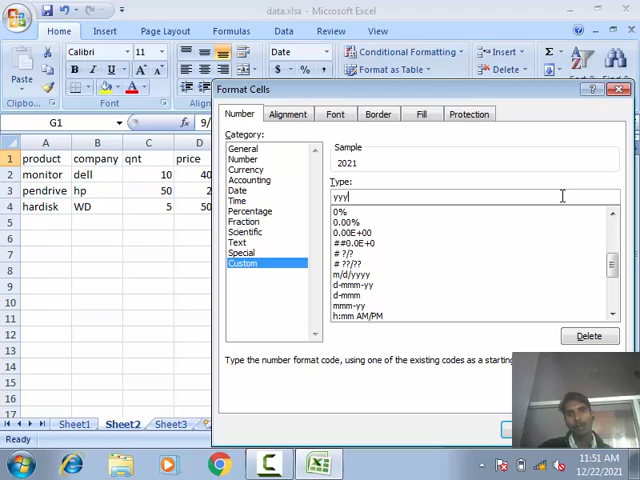 data.xlsx - Microsoft Excel
Home Insert Page Layout Formulas Data Review View
Calibri 11 Date Conditional Formatting Insert Σ
Paste B I U A $ % , Format as Table Delete
Clipboard Font
G1 9/
A B C D
1 product company qnt price
2 monitor dell 10 40
3 pendrive hp 50 2
4 hardisk WD 5 50
5
6
7
8
9
10
11
12
13
14
15
16
17
Sheet1 Sheet2 Sheet3
Ready
Format Cells
Number Alignment Font Border Fill Protection
Category:
General
Number
Currency
Accounting
Date
Time
Percentage
Fraction
Scientific
Text
Special
Custom
Sample
2021
Type:
yyy
0%
0.00%
0.00E+00
##0.0E+0
# ?/?
# ??/??
m/d/yyyy
d-mmm-yy
d-mmm
mmm-yy
h:mm AM/PM
Delete
Type the number format code, using one of the existing codes as a starting
11:51 AM
12/22/2021